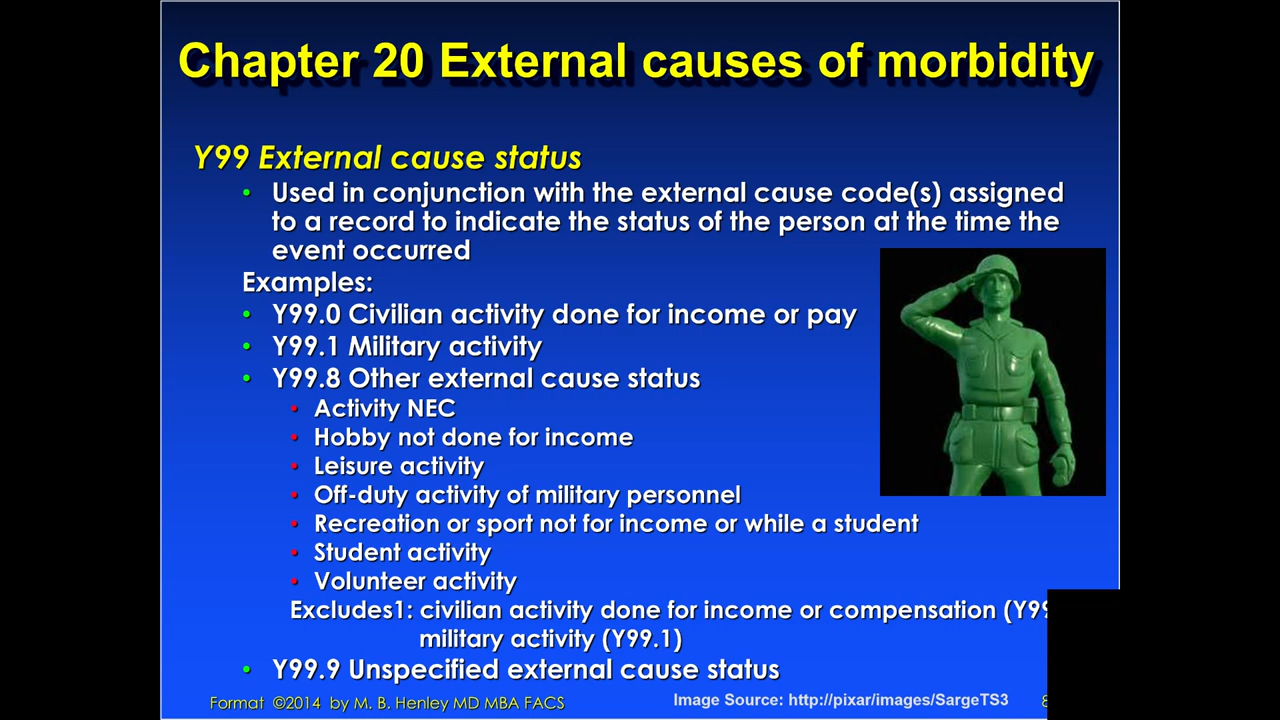 Chapter 20 External causes of morbidity
Y99 External cause status
• Used in conjunction with the external cause code(s) assigned
to a record to indicate the status of the person at the time the
event occurred
Examples:
• Y99.0 Civilian activity done for income or pay
• Y99.1 Military activity
• Y99.8 Other external cause status
• Activity NEC
• Hobby not done for income
• Leisure activity
• Off-duty activity of military personnel
• Recreation or sport not for income or while a student
• Student activity
• Volunteer activity
Excludes1: civilian activity done for income or compensation
military activity (Y99.1)
• Y99.9 Unspecified external cause status
Format ©2014 by M. B. Henley MD MBA FACS
Image Source: http://pixar/images/SargeTS3